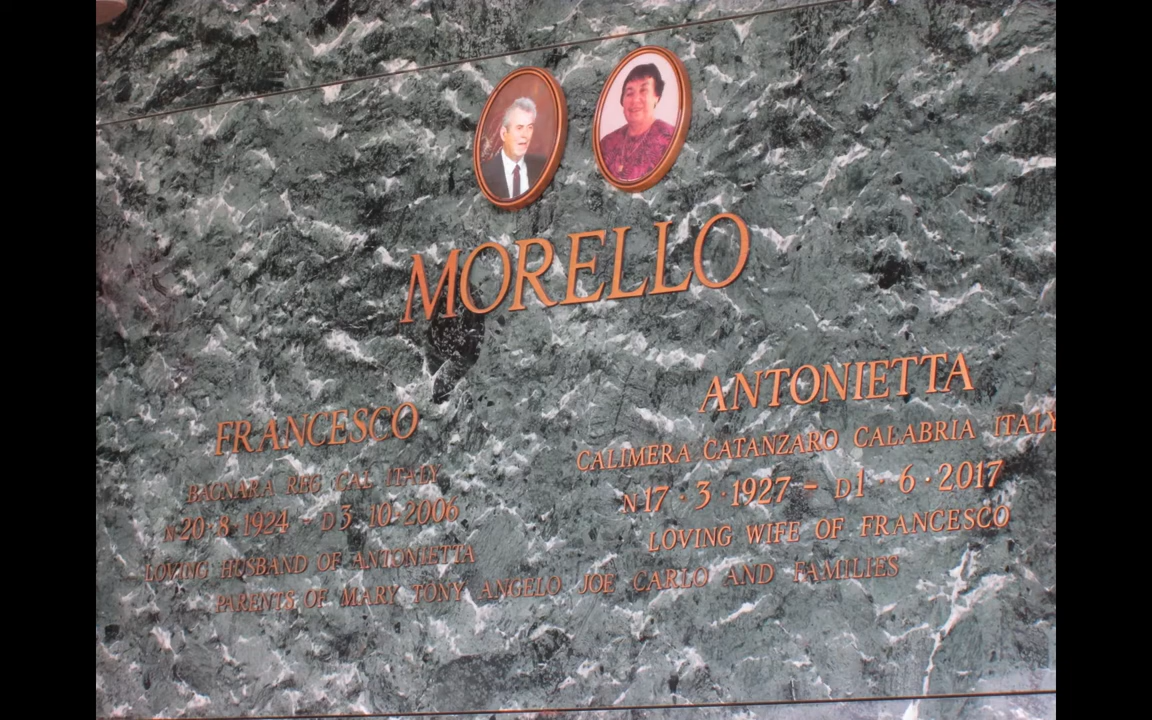 MORELLO
FRANCESCO
BAGNARA REG CAL ITALY
N 20·8·1924 - D 3·10·2006
LOVING HUSBAND OF ANTONIETTA
ANTONIETTA
CALIMERA CATANZARO CALABRIA ITALY
N 17·3·1927 - D 1·6·2017
LOVING WIFE OF FRANCESCO
PARENTS OF MARY TONY ANGELO JOE CARLO AND FAMILIES